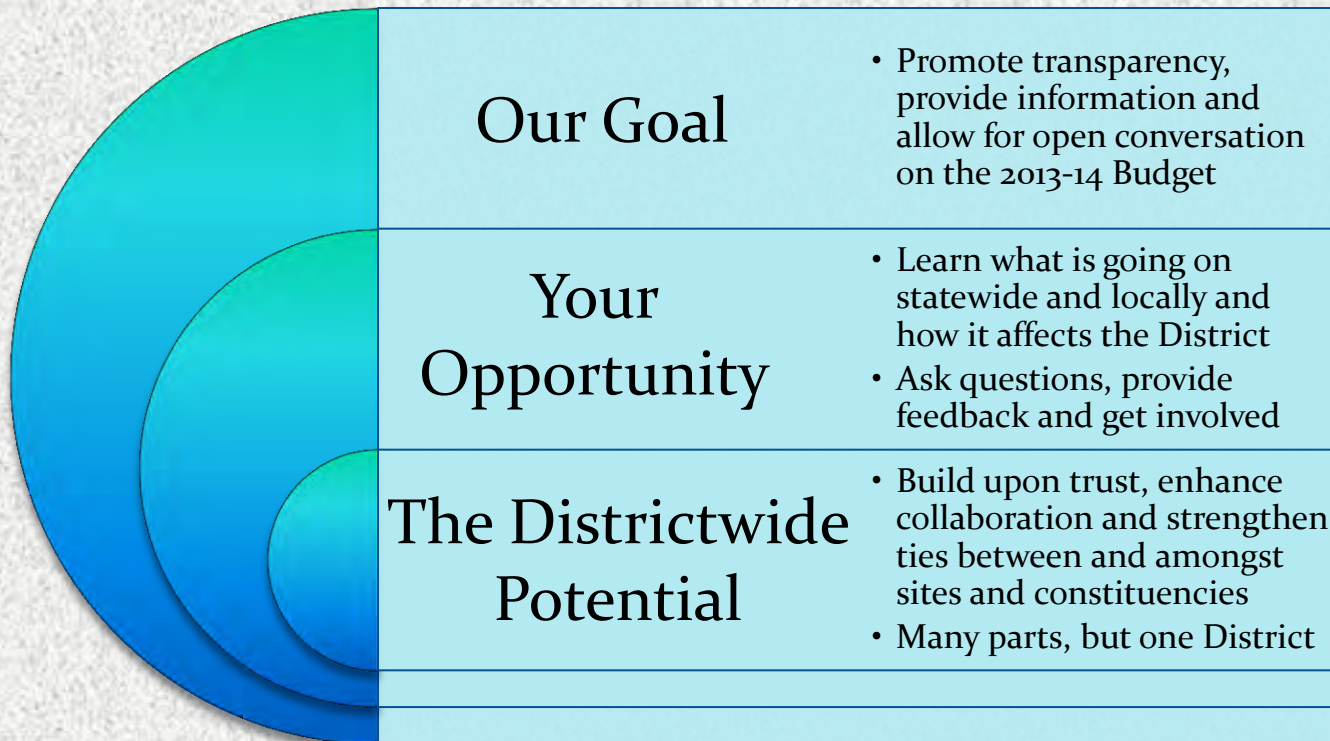 Our Goal
• Promote transparency,
provide information and
allow for open conversation
on the 2013-14 Budget
Your
Opportunity
• Learn what is going on
statewide and locally and
how it affects the District
• Ask questions, provide
feedback and get involved
The Districtwide
Potential
• Build upon trust, enhance
collaboration and strengthen
ties between and amongst
sites and constituencies
• Many parts, but one District